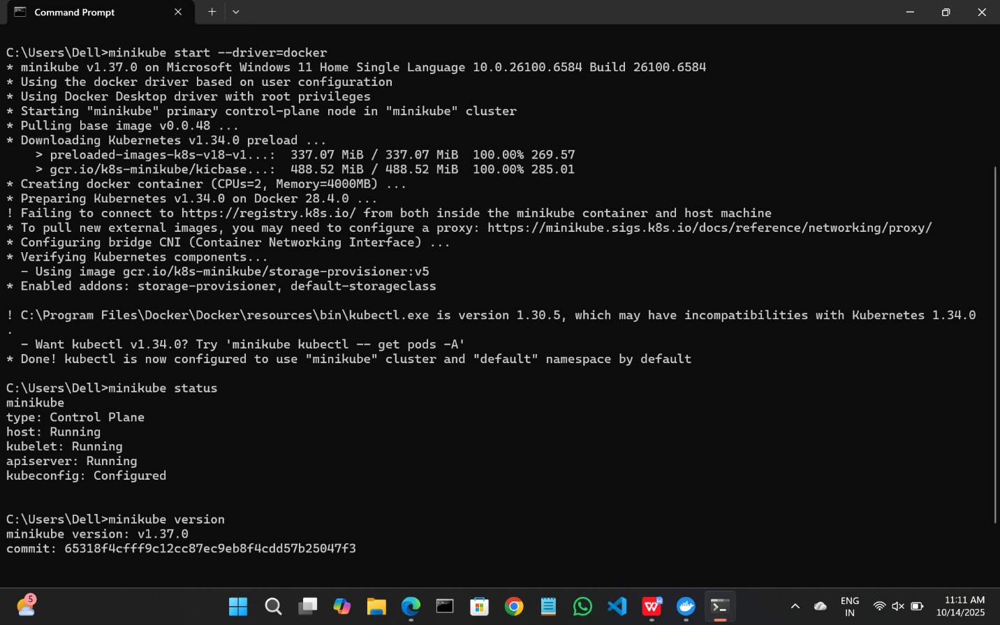 Command Prompt
C:\Users\Dell>minikube start --driver=docker
* minikube v1.37.0 on Microsoft Windows 11 Home Single Language 10.0.26100.6584 Build 26100.6584
* Using the docker driver based on user configuration
* Using Docker Desktop driver with root privileges
* Starting "minikube" primary control-plane node in "minikube" cluster
* Pulling base image v0.0.48 ...
* Downloading Kubernetes v1.34.0 preload ...
    > preloaded-images-k8s-v18-v1...:  337.07 MiB / 337.07 MiB  100.00% 269.57
    > gcr.io/k8s-minikube/kicbase...:  488.52 MiB / 488.52 MiB  100.00% 285.01
* Creating docker container (CPUs=2, Memory=4000MB) ...
* Preparing Kubernetes v1.34.0 on Docker 28.4.0 ...
! Failing to connect to https://registry.k8s.io/ from both inside the minikube container and host machine
* To pull new external images, you may need to configure a proxy: https://minikube.sigs.k8s.io/docs/reference/networking/proxy/
* Configuring bridge CNI (Container Networking Interface) ...
* Verifying Kubernetes components...
  - Using image gcr.io/k8s-minikube/storage-provisioner:v5
* Enabled addons: storage-provisioner, default-storageclass
! C:\Program Files\Docker\Docker\resources\bin\kubectl.exe is version 1.30.5, which may have incompatibilities with Kubernetes 1.34.0
.
  - Want kubectl v1.34.0? Try 'minikube kubectl -- get pods -A'
* Done! kubectl is now configured to use "minikube" cluster and "default" namespace by default
C:\Users\Dell>minikube status
minikube
type: Control Plane
host: Running
kubelet: Running
apiserver: Running
kubeconfig: Configured
C:\Users\Dell>minikube version
minikube version: v1.37.0
commit: 65318f4cfff9c12cc87ec9eb8f4cdd57b25047f3
5
ENG
IN
11:11 AM
10/14/2025